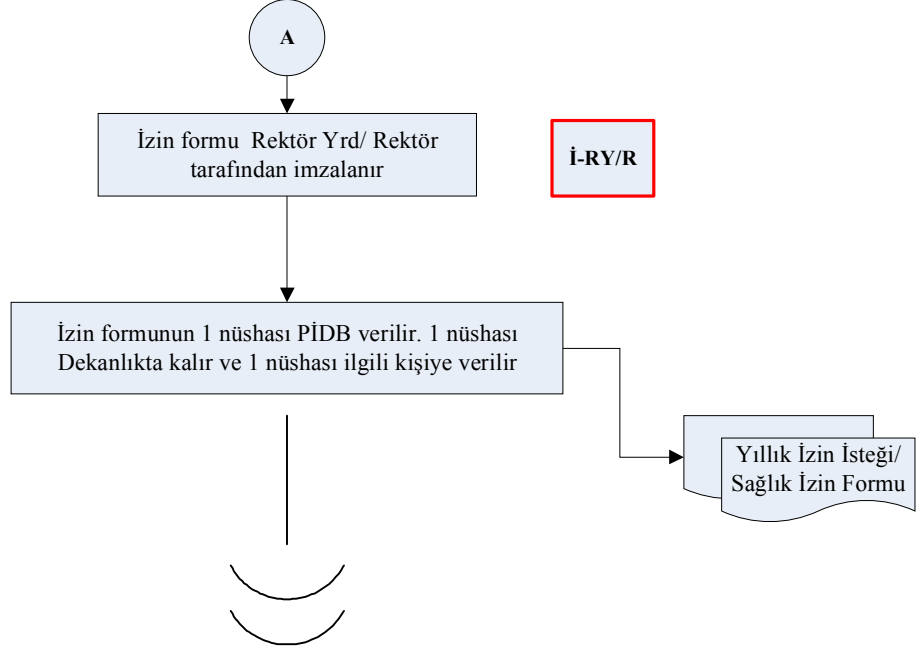 A
İzin formu  Rektör Yrd/ Rektör
tarafından imzalanır
İ-RY/R
İzin formunun 1 nüshası PİDB verilir. 1 nüshası
Dekanlıkta kalır ve 1 nüshası ilgili kişiye verilir
Yıllık İzin İsteği/
Sağlık İzin Formu